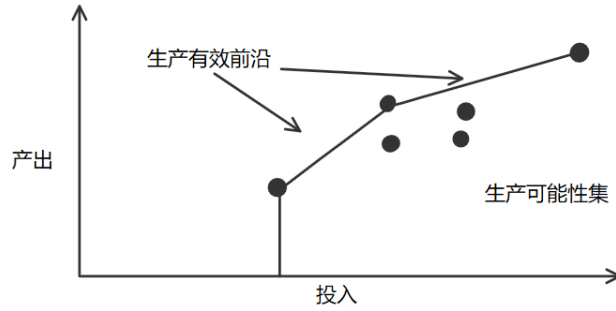 生产有效前沿
产出
生产可能性集
投入